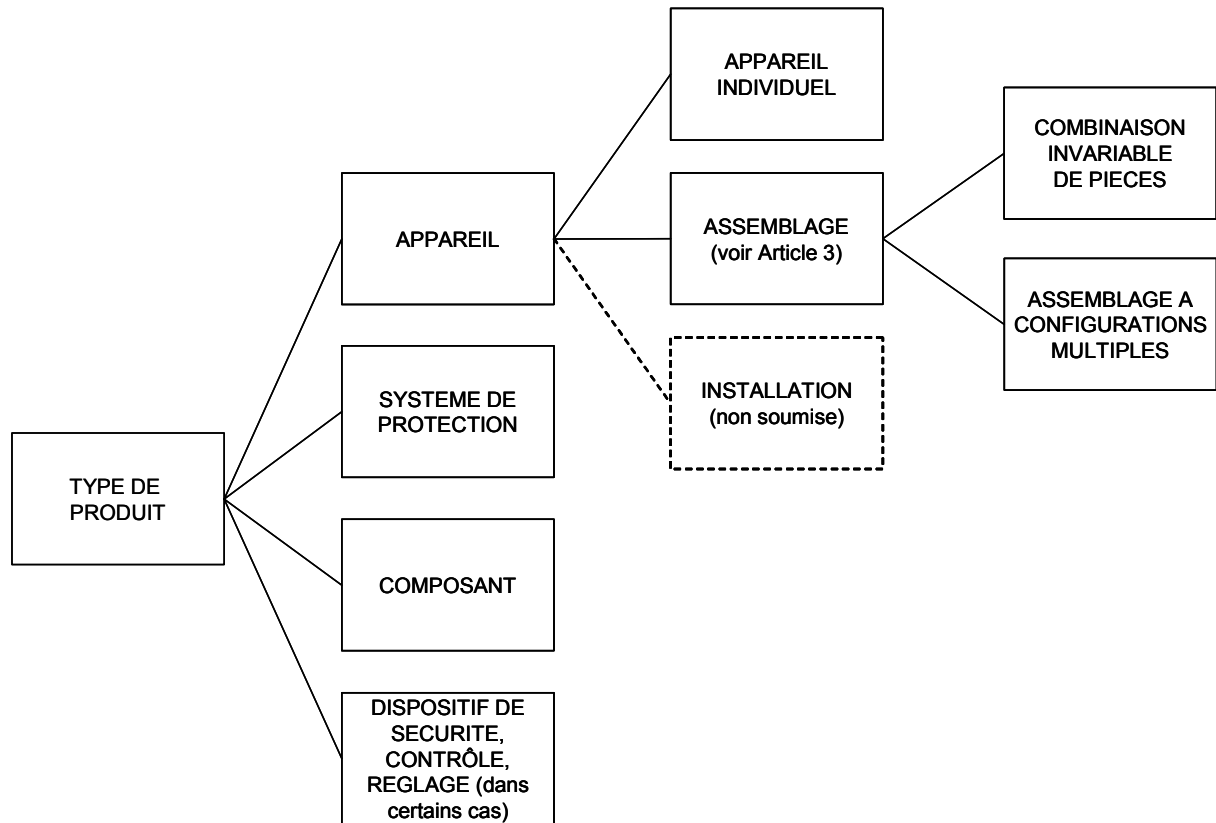 TYPE DE
PRODUIT
APPAREIL
SYSTEME DE
PROTECTION
COMPOSANT
DISPOSITIF DE
SECURITE,
CONTRÔLE,
REGLAGE (dans
certains cas)
APPAREIL
INDIVIDUEL
ASSEMBLAGE
(voir Article 3)
INSTALLATION
(non soumise)
COMBINAISON
INVARIABLE
DE PIECES
ASSEMBLAGE A
CONFIGURATIONS
MULTIPLES